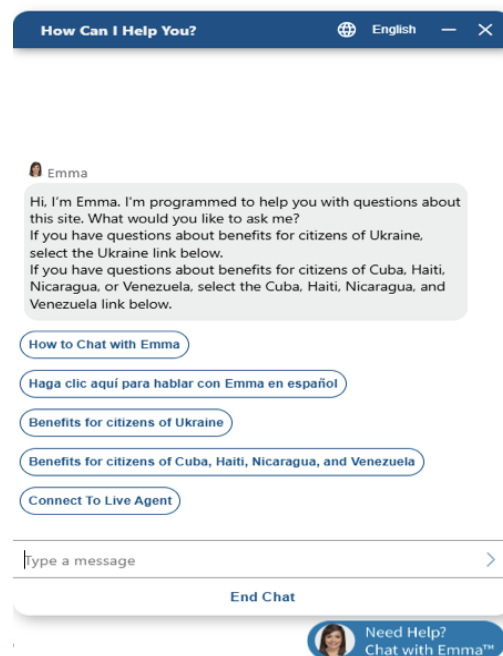 How Can I Help You?
English
Emma
Hi, I'm Emma. I'm programmed to help you with questions about
this site. What would you like to ask me?
If you have questions about benefits for citizens of Ukraine,
select the Ukraine link below.
If you have questions about benefits for citizens of Cuba, Haiti,
Nicaragua, or Venezuela, select the Cuba, Haiti, Nicaragua, and
Venezuela link below.
How to Chat with Emma
Haga clic aquí para hablar con Emma en español
Benefits for citizens of Ukraine
Benefits for citizens of Cuba, Haiti, Nicaragua, and Venezuela
Connect To Live Agent
Type a message
End Chat
Need Help?
Chat with Emma™